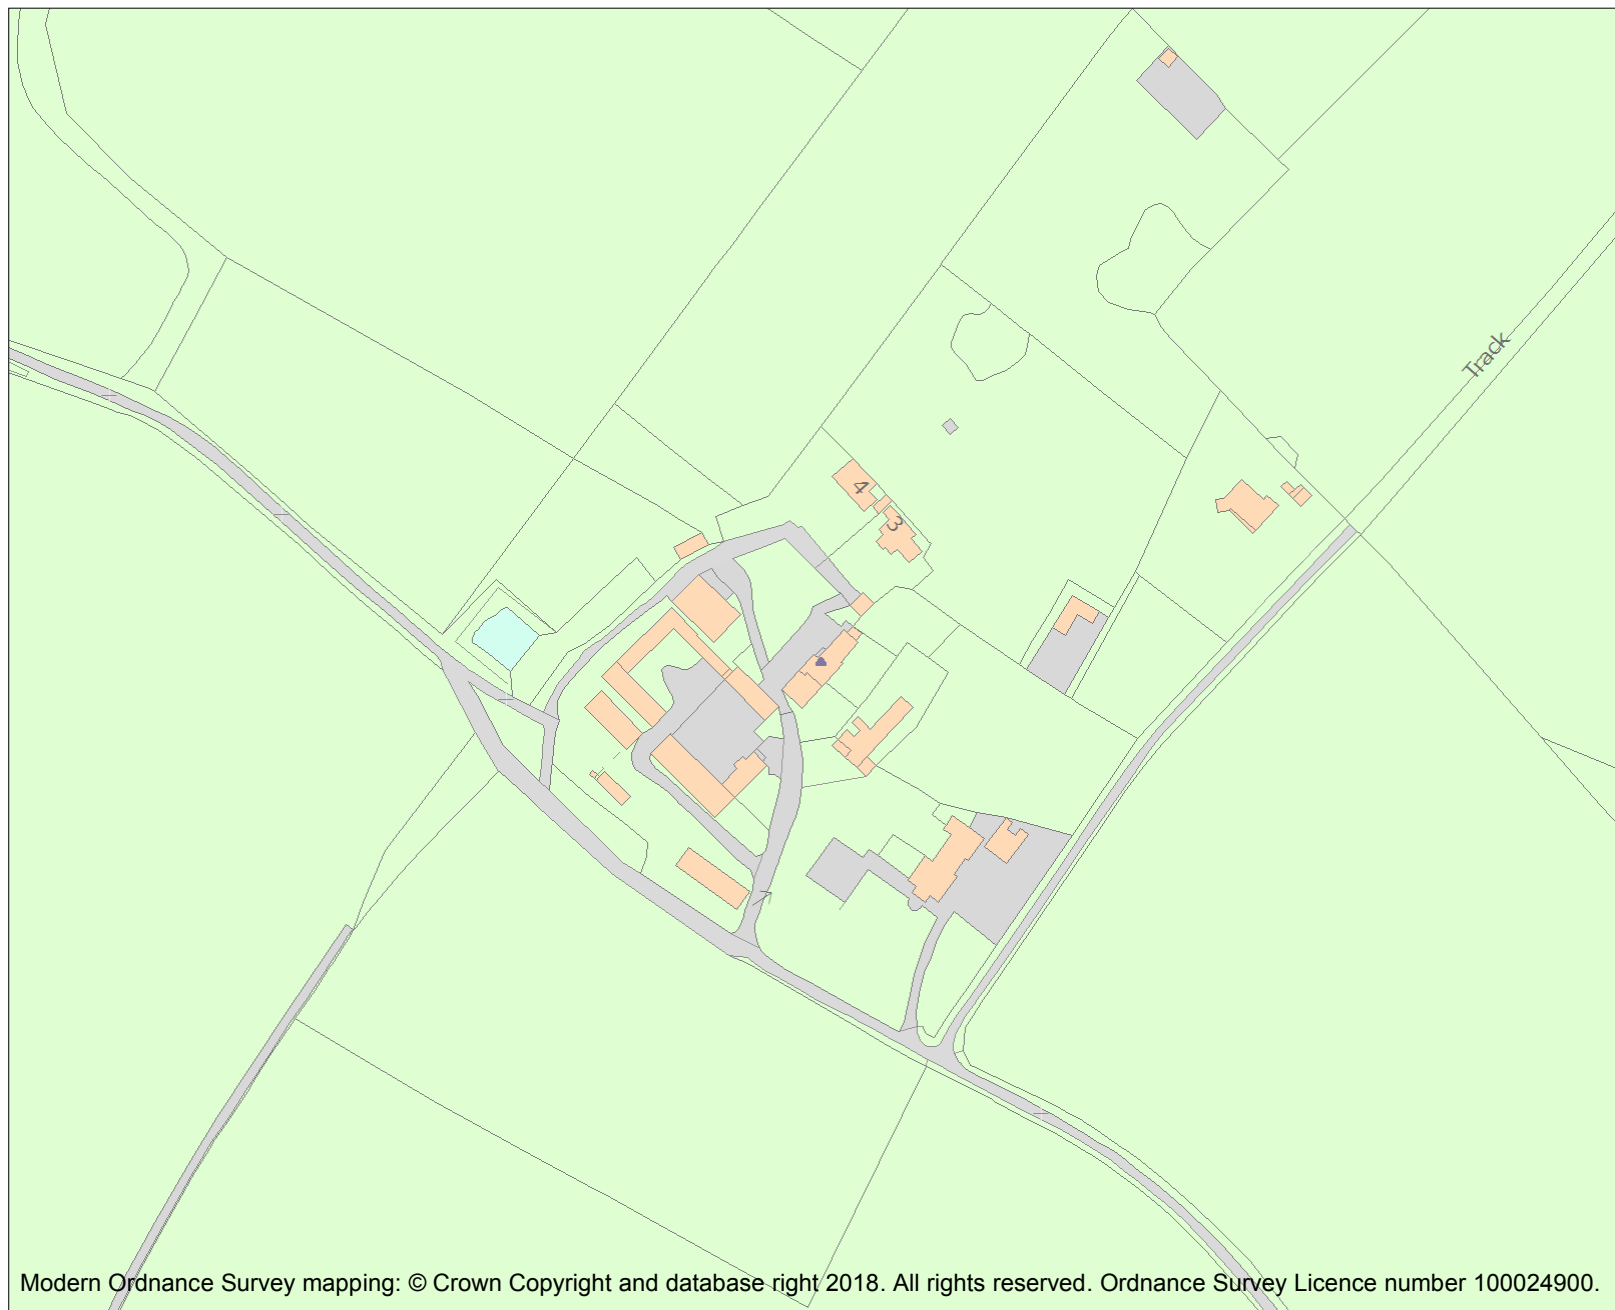 Track
4
3
Modern Ordnance Survey mapping: © Crown Copyright and database right 2018. All rights reserved. Ordnance Survey Licence number 100024900.